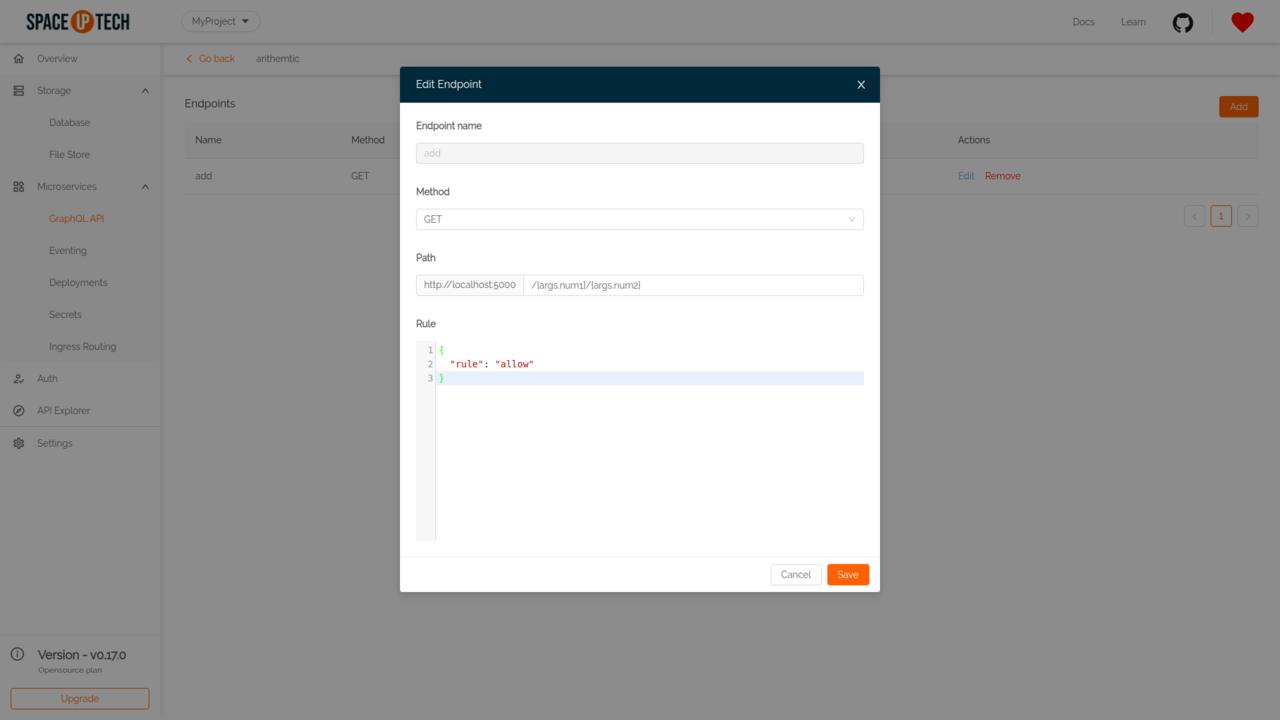 SPACE UP TECH
MyProject
Docs
Learn
Overview
Storage
Database
File Store
Microservices
GraphQL API
Eventing
Deployments
Secrets
Ingress Routing
Auth
API Explorer
Settings
Version - v0.17.0
Opensource plan
Upgrade
Go back
arithemtic
Endpoints
Add
Name
Method
Actions
add
GET
Edit
Remove
1
Edit Endpoint
X
Endpoint name
add
Method
GET
Path
http://localhost:5000
/{args.num1}/{args.num2}
Rule
1 {
2 "rule": "allow"
3 }
Cancel
Save